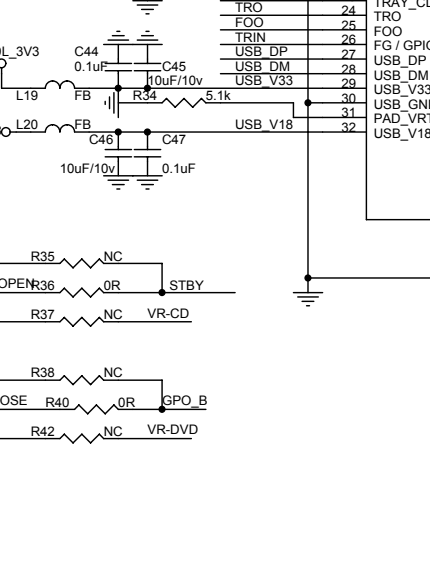 TRAY_CL
TRO 24 TRO
FOO 25 FOO
TRIN 26 FG / GPIO
USB_DP 27 USB_DP
USB_DM 28 USB_DM
USB_V33 29 USB_V33
30 USB_GN
31 PAD_VRT
USB_V18 32 USB_V18
0L_3V3
C44
0.1uF
C45
10uF/10v
L19 FB
R34 5.1k
L20 FB
C46
10uF/10v
C47
0.1uF
R35 NC
OPEN R36 0R STBY
R37 NC VR-CD
R38 NC
OSE R40 0R GPO_B
R42 NC VR-DVD